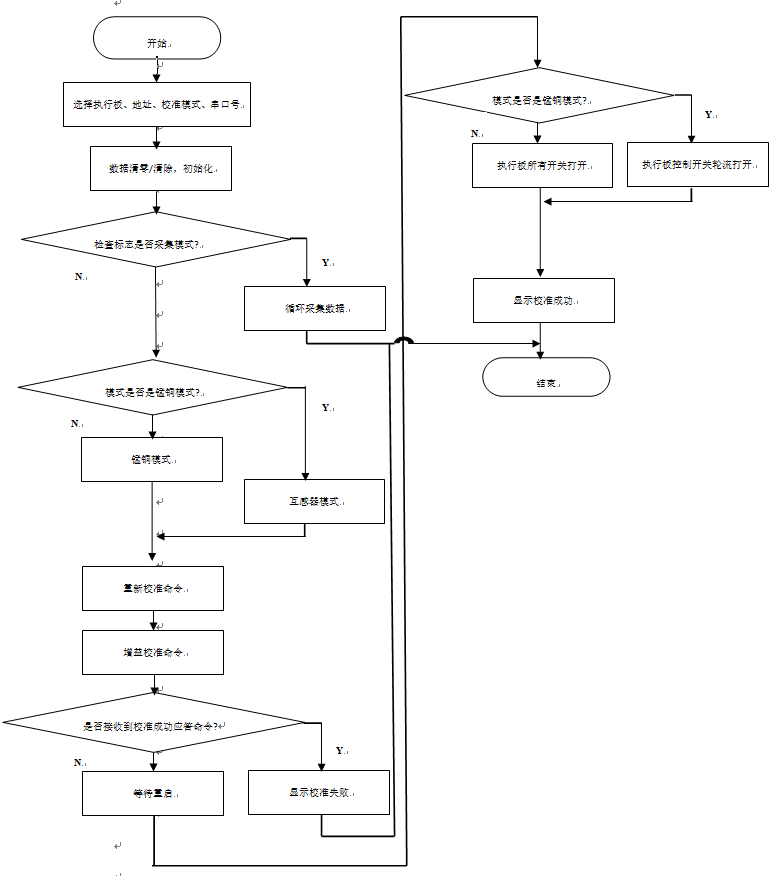 开始
选择执行板、地址、校准模式、串口号
数据清零/清除，初始化
检查标志是否采集模式?
N
Y
循环采集数据
模式是否是锰铜模式?
N
Y
锰铜模式
互感器模式
重新校准命令
增益校准命令
是否接收到校准成功应答命令?
N
Y
等待重启
显示校准失败
模式是否是锰铜模式?
N
Y
执行板所有开关打开
执行板控制开关轮流打开
显示校准成功
结束